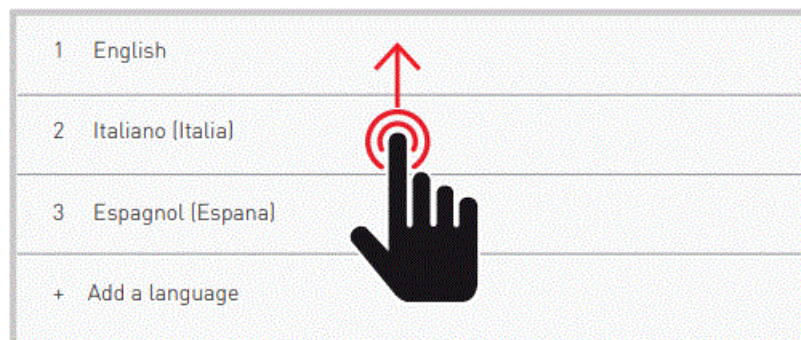 1 English
2 Italiano (Italia)
3 Espagnol (Espana)
+ Add a language